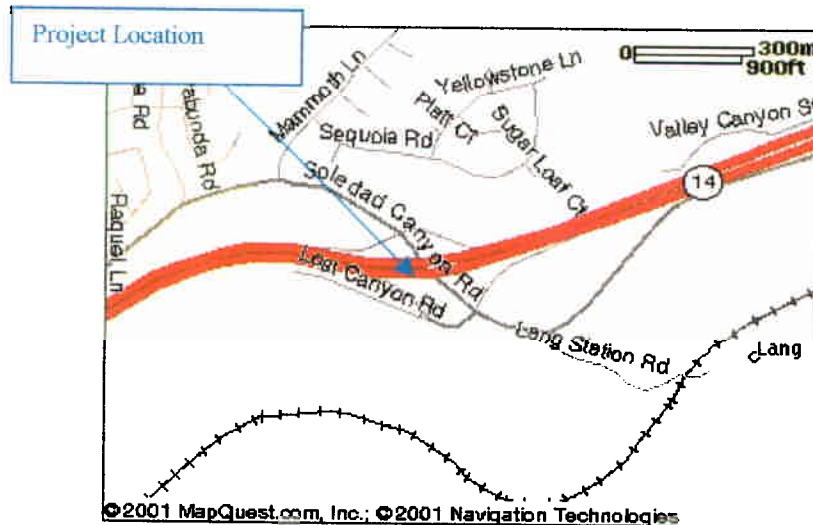 Project Location
0 300m
900ft
Yellowstone Ln
Mammoth Ln
Platt Ct
Sugar Loaf Ct
Valley Canyon St
e Rd
abunda Rd
Sequoia Rd
Soledad Canyon Rd
14
Raquel Ln
Lost Canyon Rd
Lang Station Rd
Lang
©2001 MapQuest.com, Inc.; ©2001 Navigation Technologies